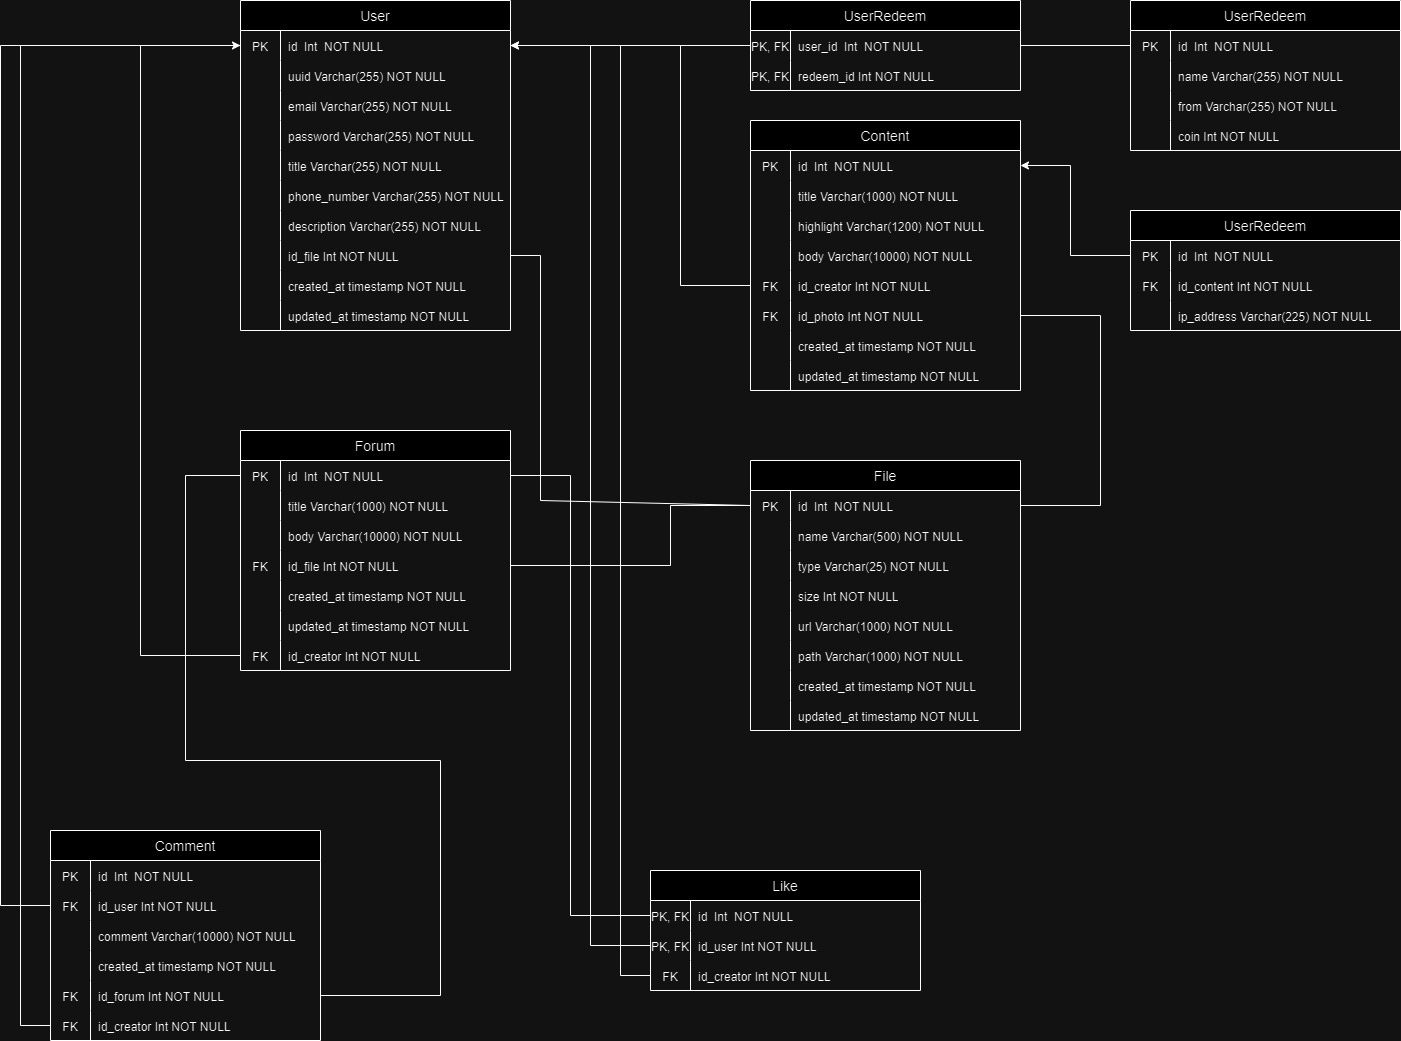 User
PK id Int NOT NULL
uuid Varchar(255) NOT NULL
email Varchar(255) NOT NULL
password Varchar(255) NOT NULL
title Varchar(255) NOT NULL
phone_number Varchar(255) NOT NULL
description Varchar(255) NOT NULL
id_file Int NOT NULL
created_at timestamp NOT NULL
updated_at timestamp NOT NULL
UserRedeem
PK, FK user_id Int NOT NULL
PK, FK redeem_id Int NOT NULL
UserRedeem
PK id Int NOT NULL
name Varchar(255) NOT NULL
from Varchar(255) NOT NULL
coin Int NOT NULL
Content
PK id Int NOT NULL
title Varchar(1000) NOT NULL
highlight Varchar(1200) NOT NULL
body Varchar(10000) NOT NULL
FK id_creator Int NOT NULL
FK id_photo Int NOT NULL
created_at timestamp NOT NULL
updated_at timestamp NOT NULL
UserRedeem
PK id Int NOT NULL
FK id_content Int NOT NULL
ip_address Varchar(225) NOT NULL
Forum
PK id Int NOT NULL
title Varchar(1000) NOT NULL
body Varchar(10000) NOT NULL
FK id_file Int NOT NULL
created_at timestamp NOT NULL
updated_at timestamp NOT NULL
FK id_creator Int NOT NULL
File
PK id Int NOT NULL
name Varchar(500) NOT NULL
type Varchar(25) NOT NULL
size Int NOT NULL
url Varchar(1000) NOT NULL
path Varchar(1000) NOT NULL
created_at timestamp NOT NULL
updated_at timestamp NOT NULL
Comment
PK id Int NOT NULL
FK id_user Int NOT NULL
comment Varchar(10000) NOT NULL
created_at timestamp NOT NULL
FK id_forum Int NOT NULL
FK id_creator Int NOT NULL
Like
PK, FK id Int NOT NULL
PK, FK id_user Int NOT NULL
FK id_creator Int NOT NULL